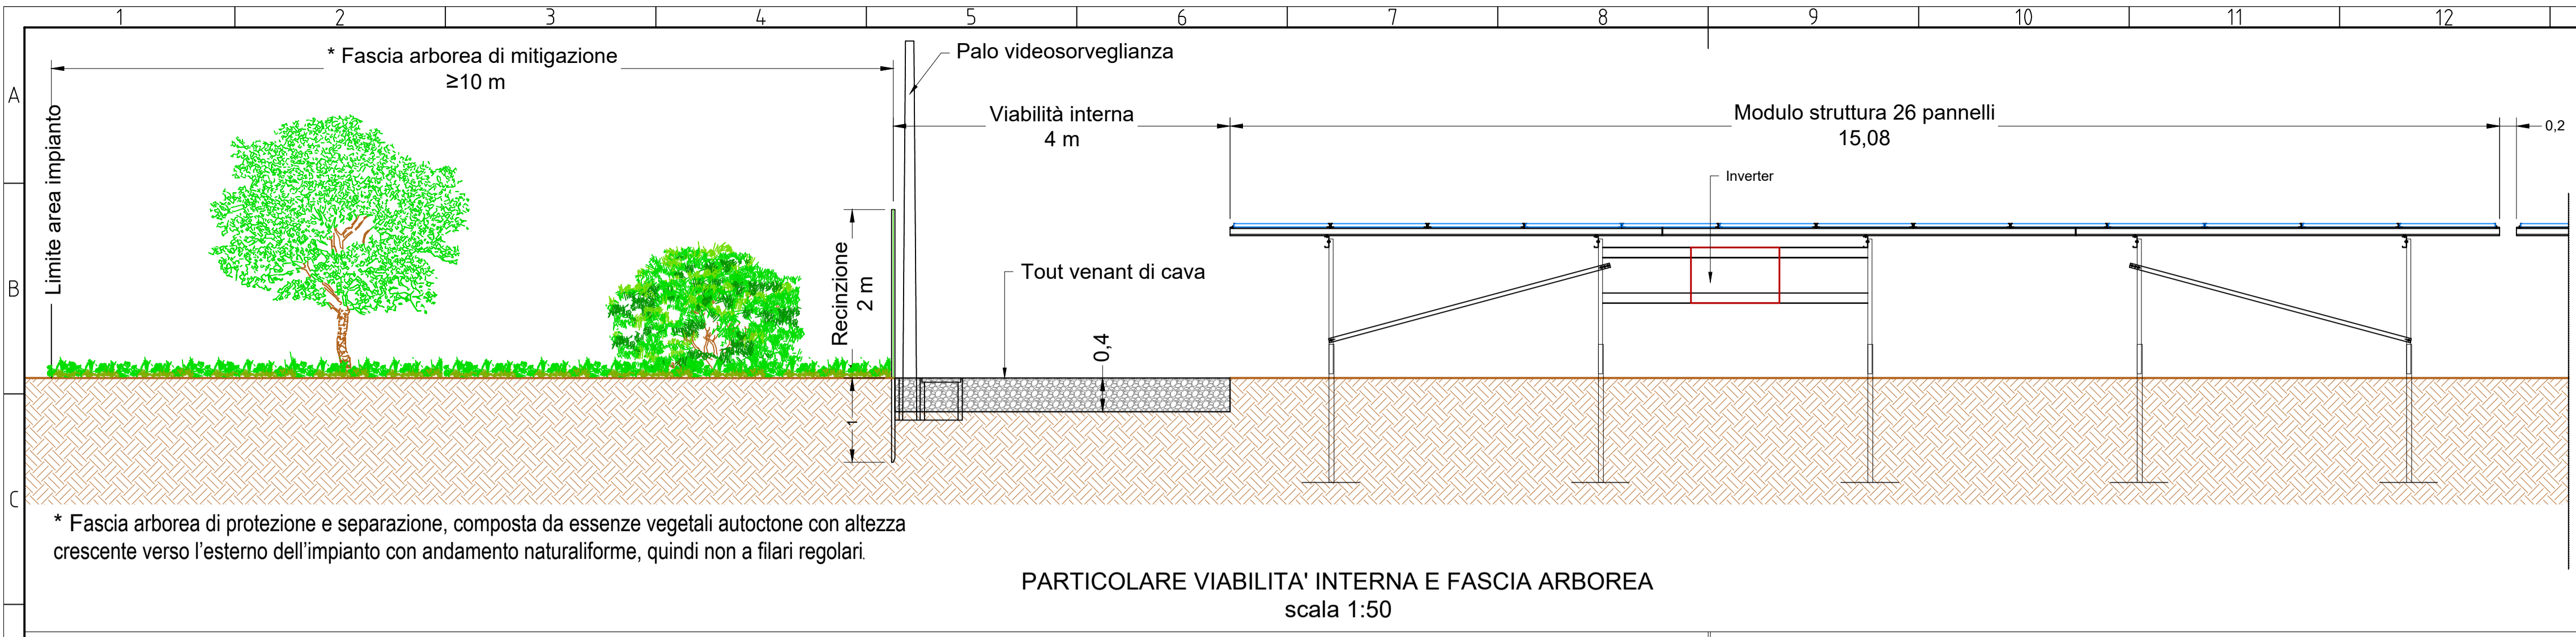 1 2 3 4 5 6 7 8 9 10 11 12
A
B
C
* Fascia arborea di mitigazione
≥10 m
Limite area impianto
Palo videosorveglianza
Viabilità interna
4 m
Modulo struttura 26 pannelli
15,08
0,2
Inverter
Recinzione
2 m
Tout venant di cava
0,4
1
* Fascia arborea di protezione e separazione, composta da essenze vegetali autoctone con altezza
crescente verso l'esterno dell'impianto con andamento naturaliforme, quindi non a filari regolari.
PARTICOLARE VIABILITA' INTERNA E FASCIA ARBOREA
scala 1:50